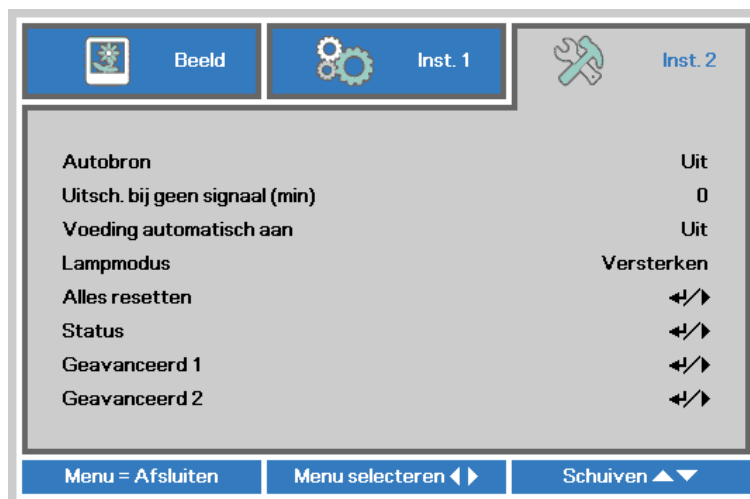 Beeld Inst. 1 Inst. 2
Autobron Uit
Uitsch. bij geen signaal (min) 0
Voeding automatisch aan Uit
Lampmodus Versterken
Alles resetten
Status
Geavanceerd 1
Geavanceerd 2
Menu = Afsluiten Menu selecteren Schuiven